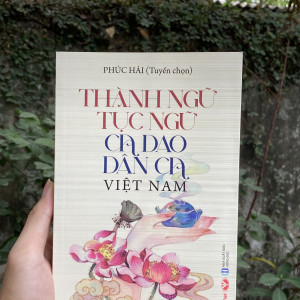 PHÚC HẢI (Tuyển chọn)
THÀNH NGỮ
TỤC NGỮ
CA DAO
DÂN CA
VIỆT NAM